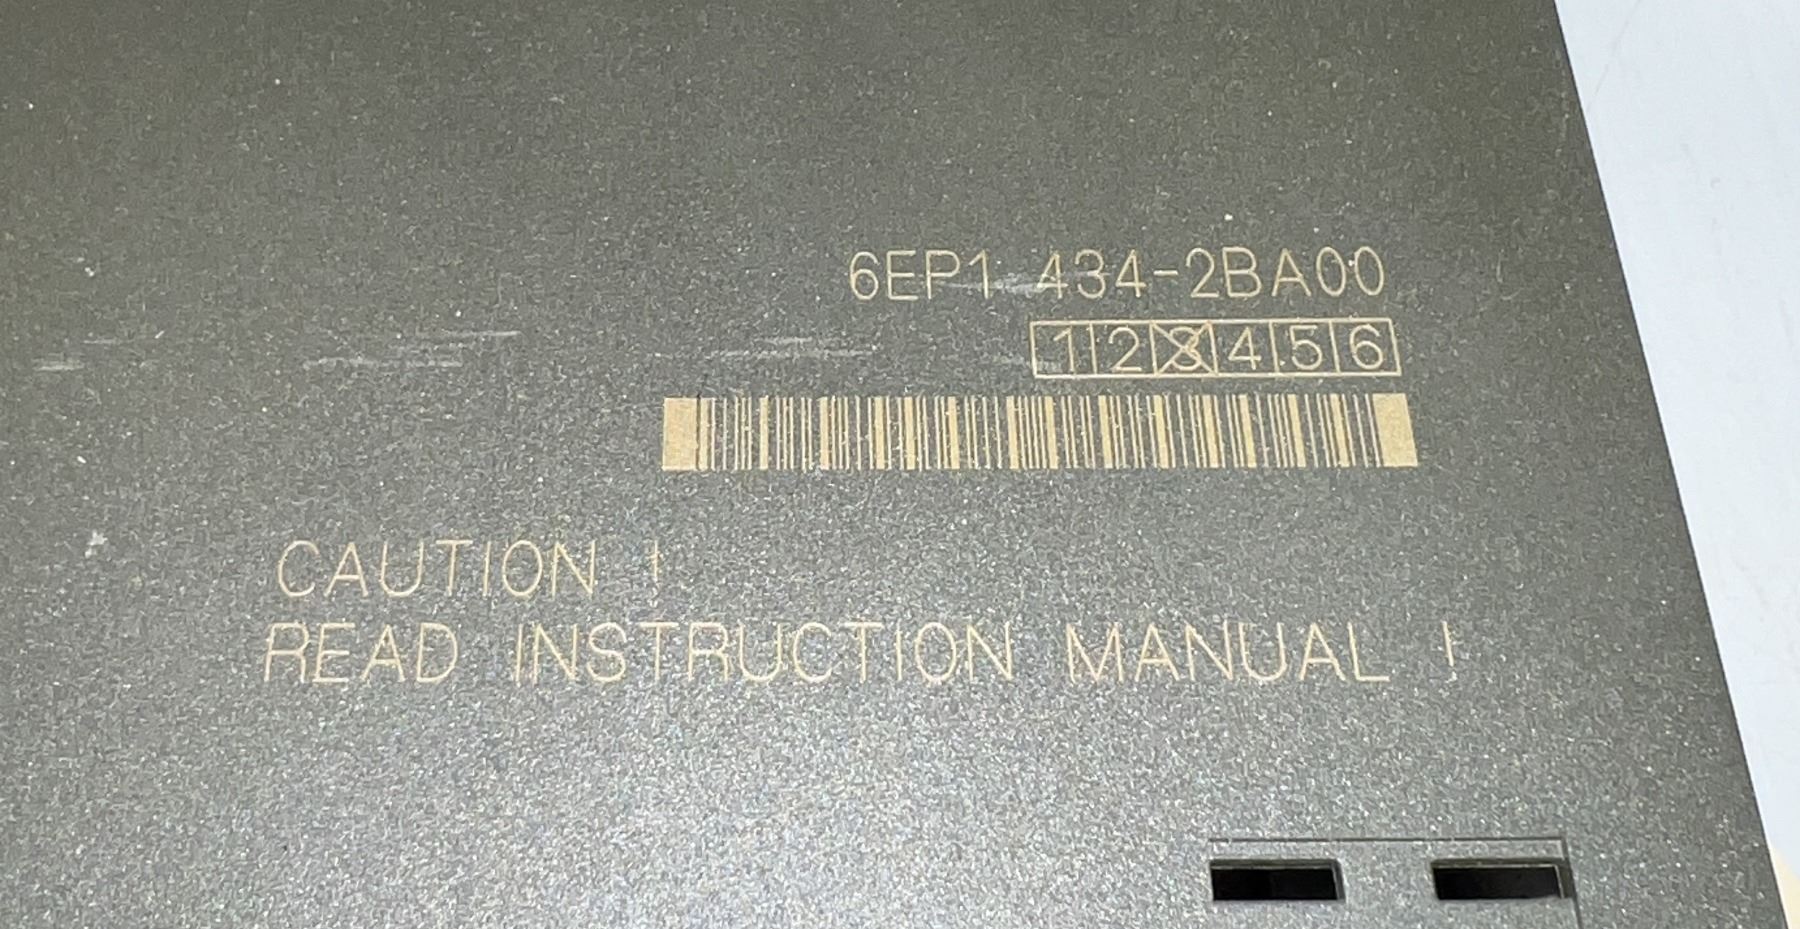 6EP1 434-2BA00
1 2 3 4 5 6
CAUTION !
READ INSTRUCTION MANUAL !